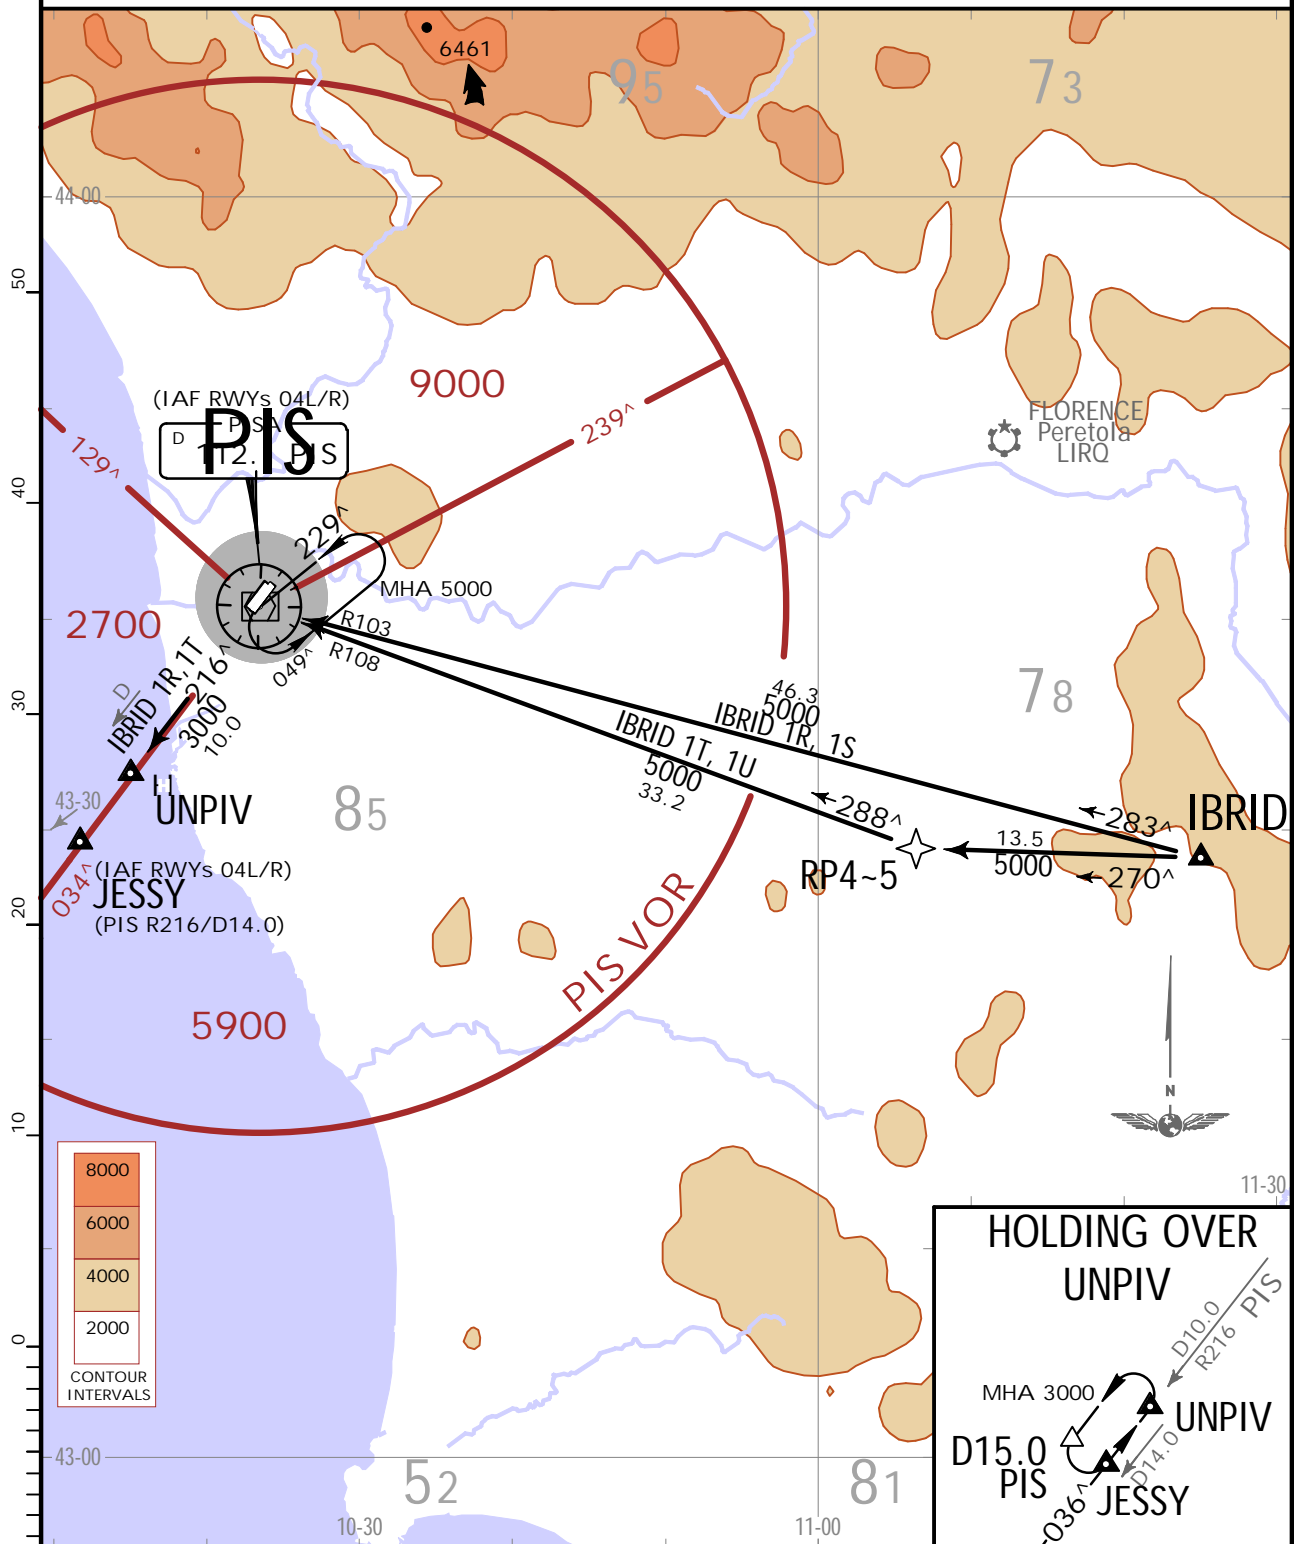 6461
95
73
44-00
50
9000
(IAF RWYs 04L/R)
PISA
PIS
D
112.
PIS
239^
129^
FLORENCE
Peretola
LIRQ
40
229^
MHA 5000
2700
R103
R108
049^
IBRID 1R,1T
216^
3000
10.0
D
78
46.3
5000
IBRID 1R, 1S
IBRID 1T, 1U
5000
33.2
30
H
UNPIV
43-30
85
288^
283^
IBRID
13.5
5000
270^
RP4~5
(IAF RWYs 04L/R)
034^
JESSY
(PIS R216/D14.0)
20
PIS VOR
5900
N
10
8000
6000
4000
2000
CONTOUR
INTERVALS
0
11-30
HOLDING OVER
UNPIV
D10.0
R216
PIS
MHA 3000
UNPIV
D15.0
PIS
D14.0
JESSY
036^
43-00
52
81
10-30
11-00